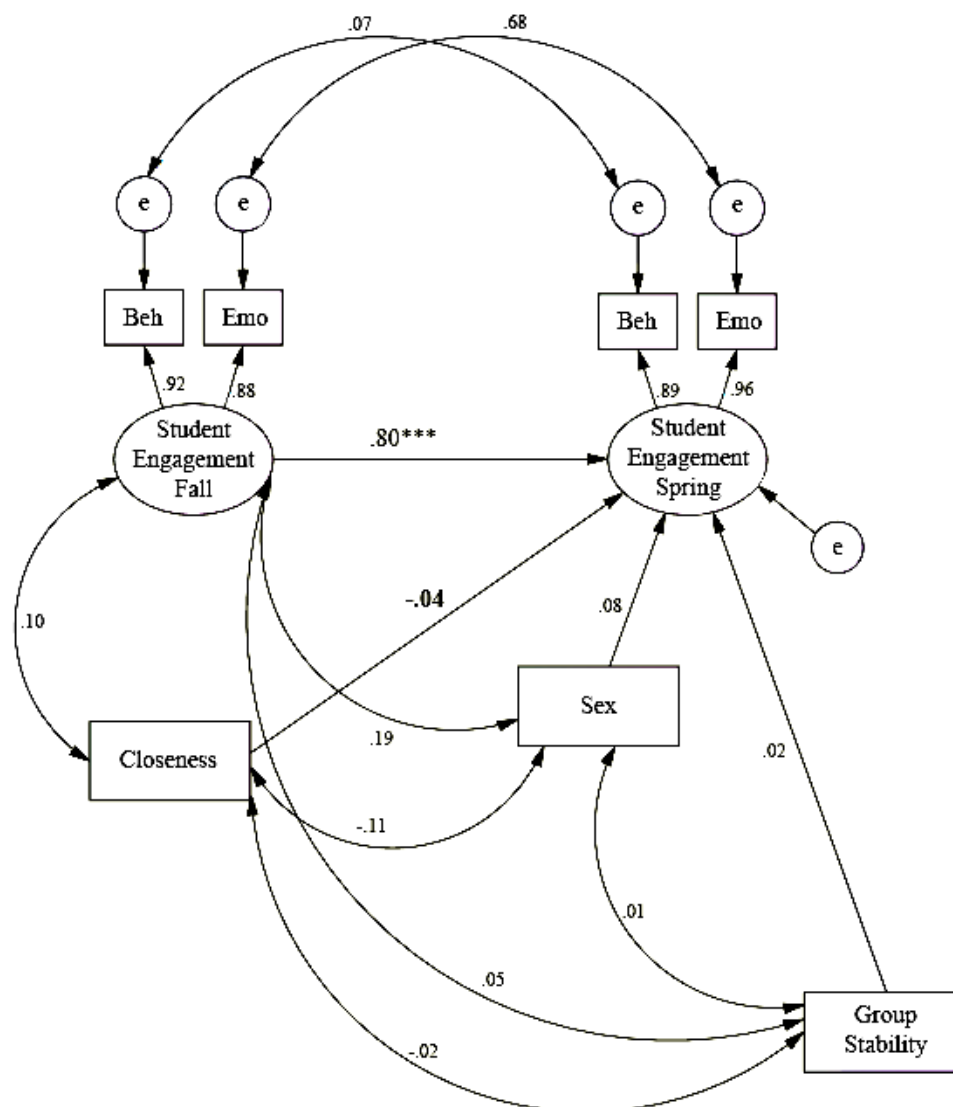 .07
.68
e
e
e
e
Beh
Emo
Beh
Emo
.92
.88
.89
.96
Student
Engagement
Fall
.80***
Student
Engagement
Spring
e
.10
-.04
.08
Sex
.19
Closeness
.02
-.11
.01
.05
Group
Stability
-.02